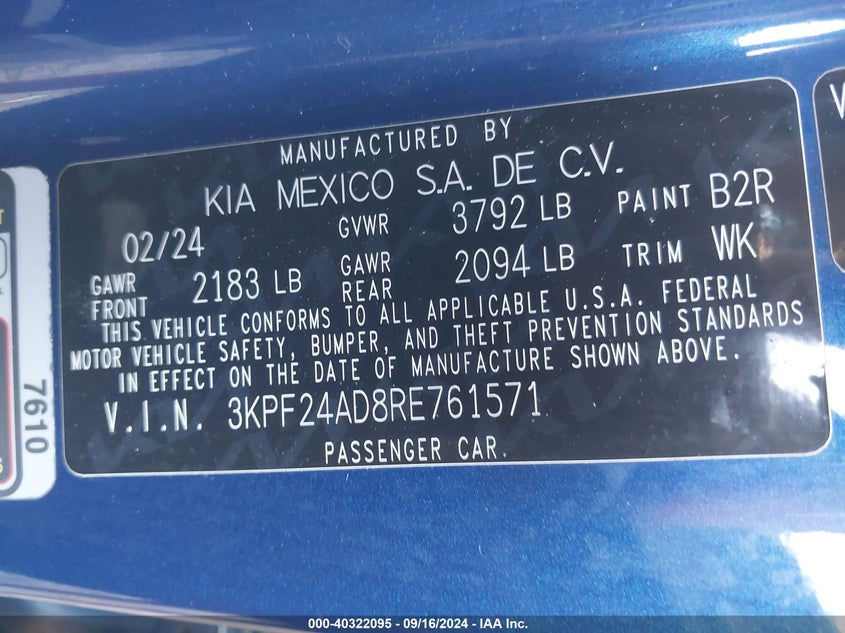 MANUFACTURED BY
KIA MEXICO S.A. DE C.V.
02/24 GVWR 3792 LB PAINT B2R
GAWR FRONT 2183 LB GAWR REAR 2094 LB TRIM WK
THIS VEHICLE CONFORMS TO ALL APPLICABLE U.S.A. FEDERAL
MOTOR VEHICLE SAFETY, BUMPER, AND THEFT PREVENTION STANDARDS
IN EFFECT ON THE DATE OF MANUFACTURE SHOWN ABOVE.
V.I.N. 3KPF24AD8RE761571
PASSENGER CAR.
7610
000-40322095 - 09/16/2024 - IAA Inc.